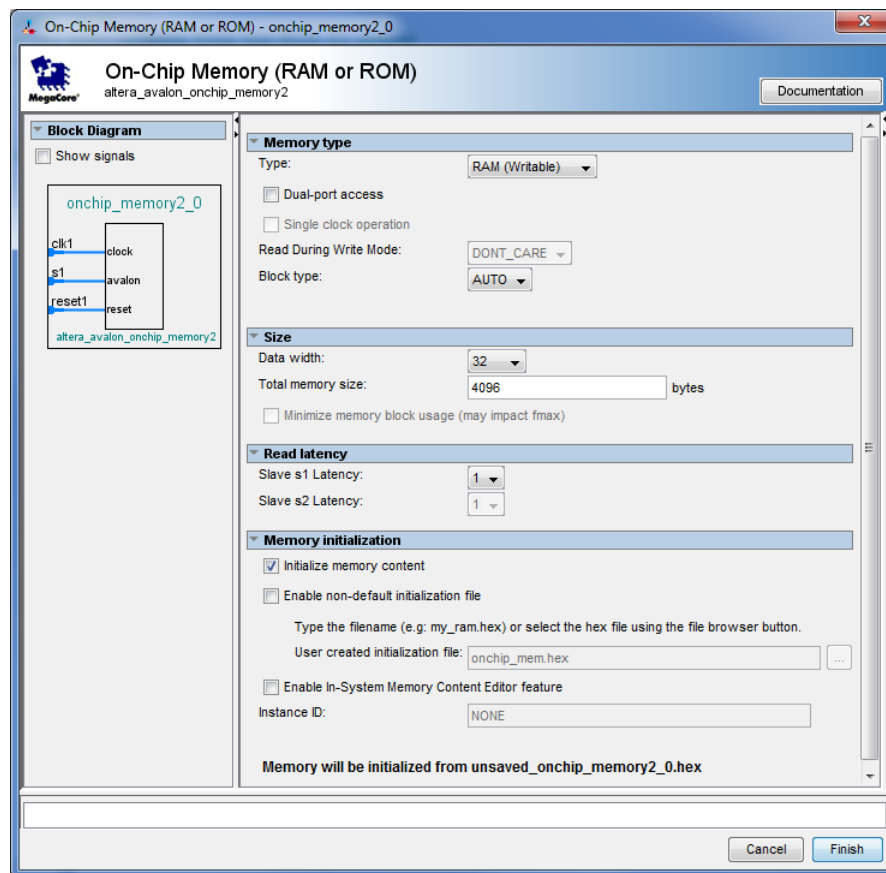 On-Chip Memory (RAM or ROM) - onchip_memory2_0
MegaCore®
On-Chip Memory (RAM or ROM)
altera_avalon_onchip_memory2
Documentation
Block Diagram
Show signals
onchip_memory2_0
clk1
clock
s1
avalon
reset1
reset
altera_avalon_onchip_memory2
Memory type
Type: RAM (Writable)
Dual-port access
Single clock operation
Read During Write Mode: DONT_CARE
Block type: AUTO
Size
Data width: 32
Total memory size: 4096 bytes
Minimize memory block usage (may impact fmax)
Read latency
Slave s1 Latency: 1
Slave s2 Latency: 1
Memory initialization
Initialize memory content
Enable non-default initialization file
Type the filename (e.g: my_ram.hex) or select the hex file using the file browser button.
User created initialization file: onchip_mem.hex ...
Enable In-System Memory Content Editor feature
Instance ID: NONE
Memory will be initialized from unsaved_onchip_memory2_0.hex
Cancel Finish